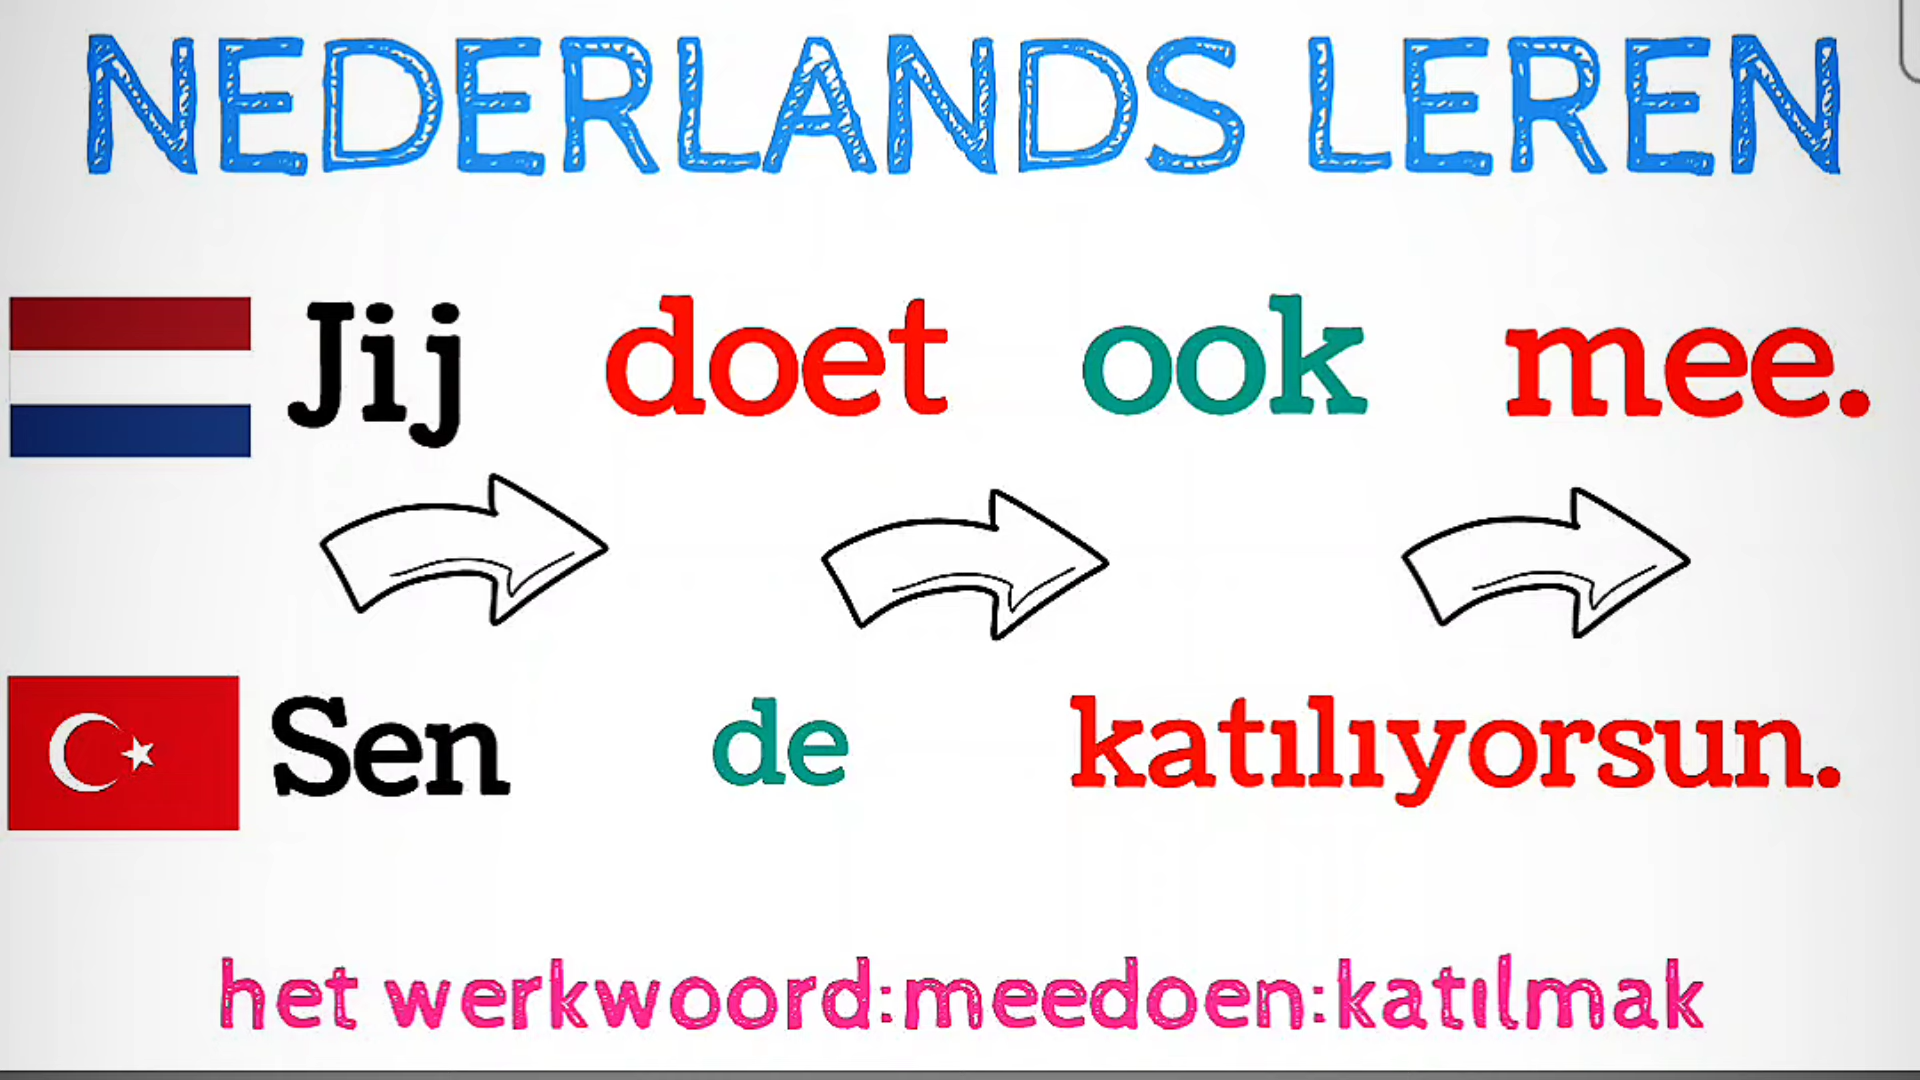 NEDERLANDS LEREN
Jij doet ook mee.
Sen de katılıyorsun.
het werkwoord:meedoen:katılmak